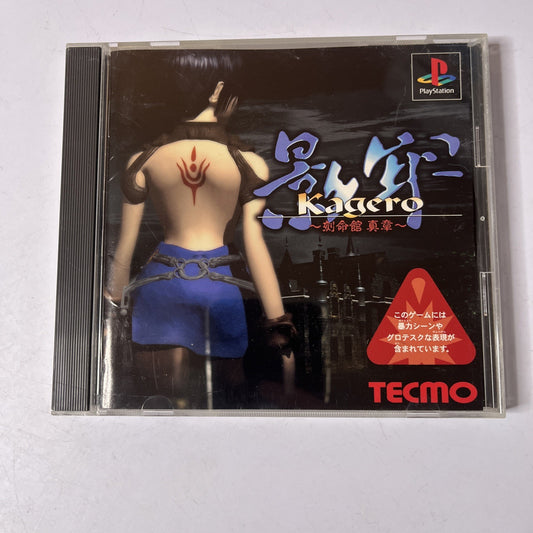 PlayStation
影牢
Kagero
～刻命館 真章～
このゲームには
暴力シーンや
グロテスクな表現が
含まれています。
TECMO